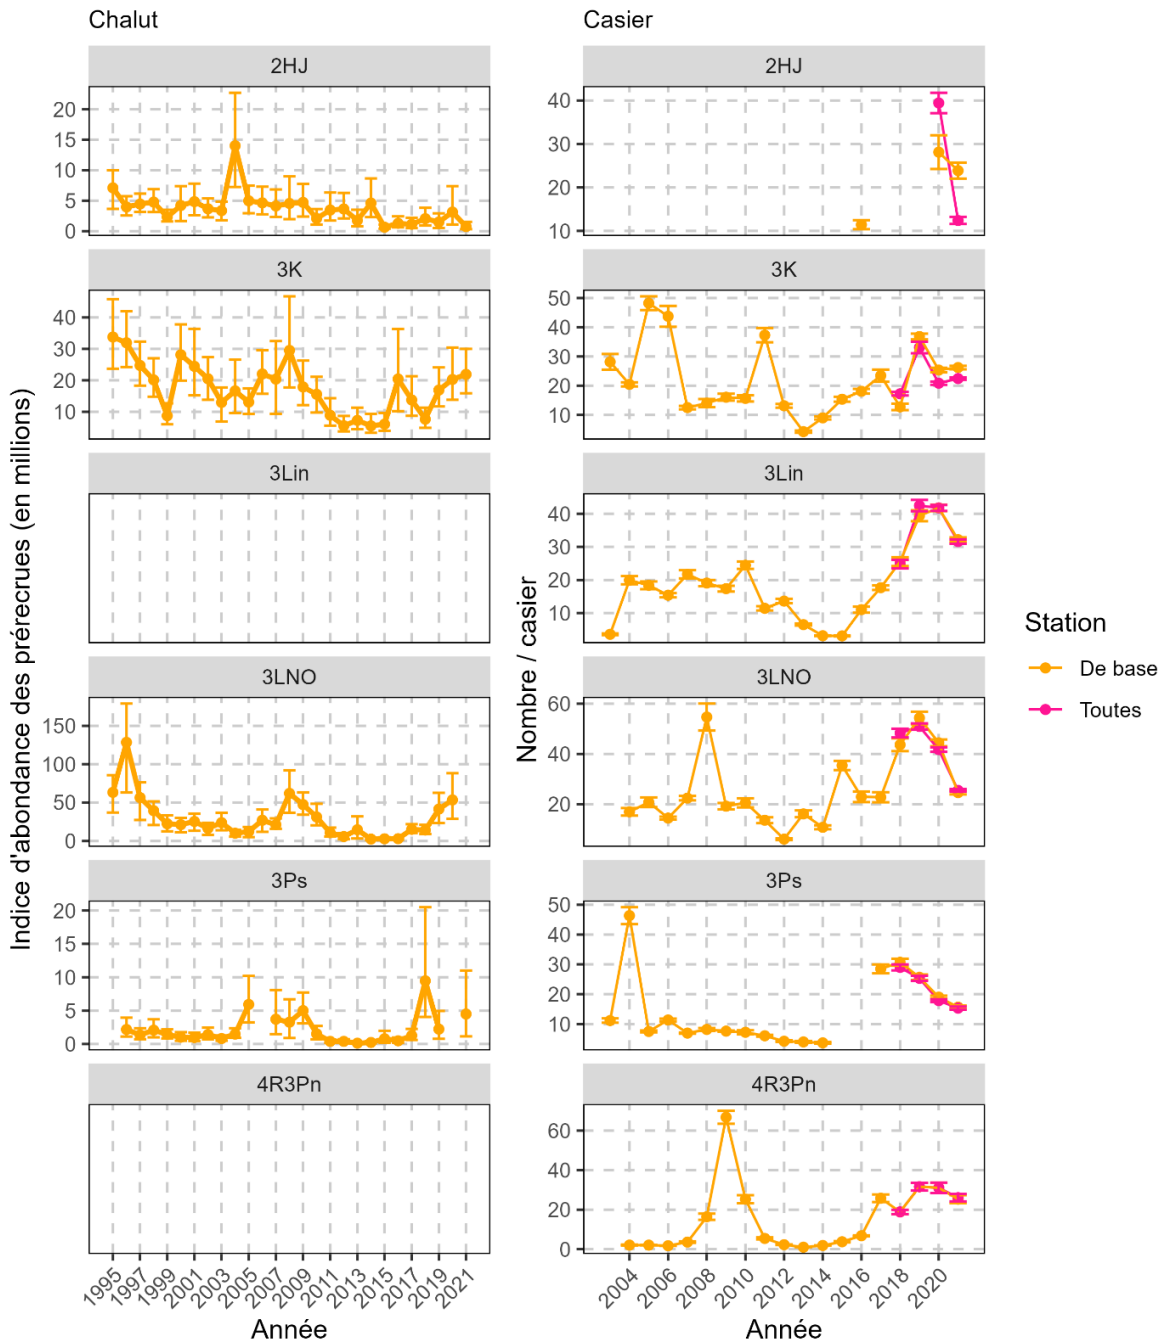 Chalut
Casier
2HJ
2HJ
20
15
10
5
0
40
30
20
10
3K
3K
40
30
20
10
50
40
30
20
10
3Lin
3Lin
40
30
20
10
3LNO
3LNO
150
100
50
0
60
40
20
3Ps
3Ps
20
15
10
5
0
50
40
30
20
10
4R3Pn
4R3Pn
60
40
20
0
1995 1997 1999 2001 2003 2005 2007 2009 2011 2013 2015 2017 2019 2021
2004 2006 2008 2010 2012 2014 2016 2018 2020
Année
Année
Indice d'abondance des prérecrues (en millions)
Nombre / casier
Station
De base
Toutes